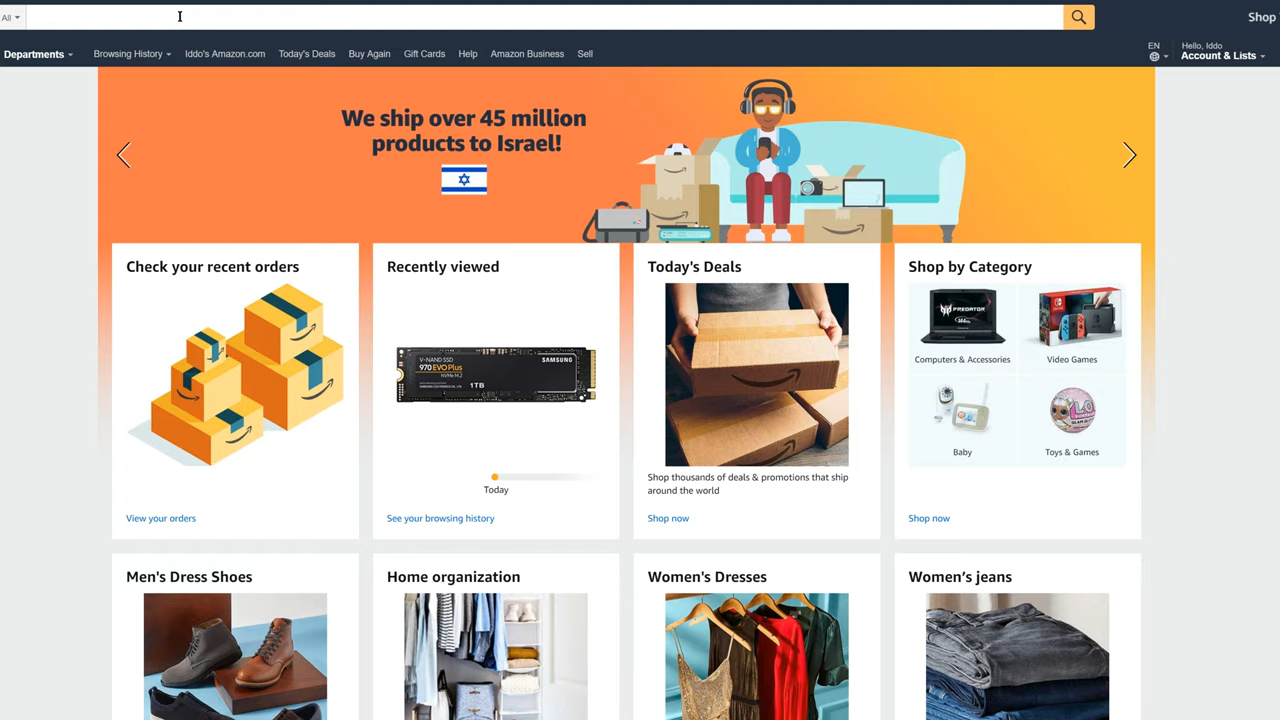 All
Shop
Departments
Browsing History
Iddo's Amazon.com
Today's Deals
Buy Again
Gift Cards
Help
Amazon Business
Sell
EN
Hello, Iddo
Account & Lists
We ship over 45 million
products to Israel!
Check your recent orders
Recently viewed
Today's Deals
Shop by Category
V-NAND SSD
970 EVO Plus
NVMe M.2
SAMSUNG
1TB
PREDATOR
Computers & Accessories
Video Games
Baby
Toys & Games
Today
Shop thousands of deals & promotions that ship
around the world
View your orders
See your browsing history
Shop now
Shop now
Men's Dress Shoes
Home organization
Women's Dresses
Women’s jeans